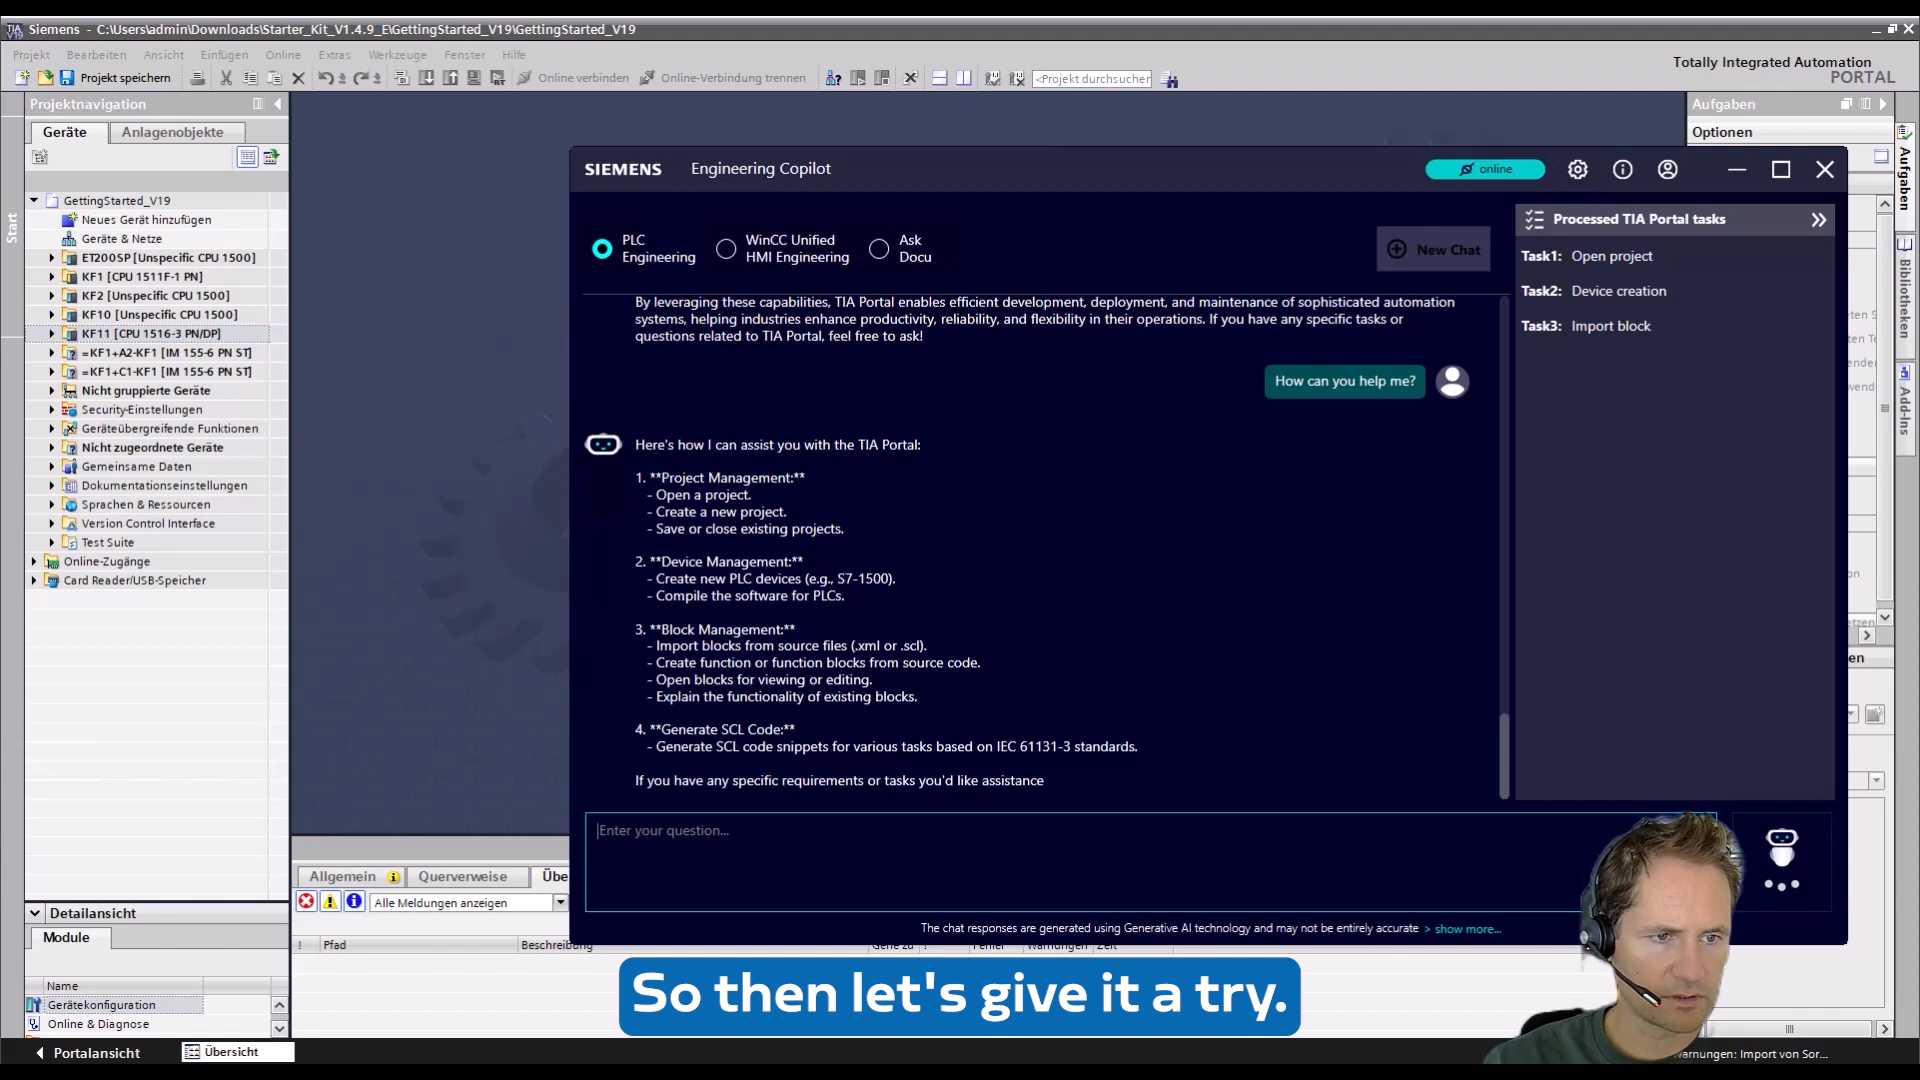 Siemens - C:\Users\admin\Downloads\Starter_Kit_V1.4.9_E\GettingStarted_V19\GettingStarted_V19
Projekt Bearbeiten Ansicht Einfügen Online Extras Werkzeuge Fenster Hilfe
Totally Integrated Automation
PORTAL
Projekt speichern
Online verbinden
Online-Verbindung trennen
<Projekt durchsuchen
Projektnavigation
Geräte
Anlagenobjekte
Start
GettingStarted_V19
Neues Gerät hinzufügen
Geräte & Netze
ET200SP [Unspecific CPU 1500]
KF1 [CPU 1511F-1 PN]
KF2 [Unspecific CPU 1500]
KF10 [Unspecific CPU 1500]
KF11 [CPU 1516-3 PN/DP]
=KF1+A2-KF1 [IM 155-6 PN ST]
=KF1+C1-KF1 [IM 155-6 PN ST]
Nicht gruppierte Geräte
Security-Einstellungen
Geräteübergreifende Funktionen
Nicht zugeordnete Geräte
Gemeinsame Daten
Dokumentationseinstellungen
Sprachen & Ressourcen
Version Control Interface
Test Suite
Online-Zugänge
Card Reader/USB-Speicher
Detailansicht
Module
Name
Gerätekonfiguration
Online & Diagnose
Portalansicht
Übersicht
SIEMENS
Engineering Copilot
online
PLC
Engineering
WinCC Unified
HMI Engineering
Ask
Docu
New Chat
By leveraging these capabilities, TIA Portal enables efficient development, deployment, and maintenance of sophisticated automation
systems, helping industries enhance productivity, reliability, and flexibility in their operations. If you have any specific tasks or
questions related to TIA Portal, feel free to ask!
How can you help me?
Here's how I can assist you with the TIA Portal:
1. **Project Management:**
- Open a project.
- Create a new project.
- Save or close existing projects.
2. **Device Management:**
- Create new PLC devices (e.g., S7-1500).
- Compile the software for PLCs.
3. **Block Management:**
- Import blocks from source files (.xml or .scl).
- Create function or function blocks from source code.
- Open blocks for viewing or editing.
- Explain the functionality of existing blocks.
4. **Generate SCL Code:**
- Generate SCL code snippets for various tasks based on IEC 61131-3 standards.
If you have any specific requirements or tasks you'd like assistance
Enter your question...
The chat responses are generated using Generative AI technology and may not be entirely accurate > show more...
Processed TIA Portal tasks
Task1: Open project
Task2: Device creation
Task3: Import block
Aufgaben
Optionen
Aufgaben
Bibliotheken
Add-Ins
Allgemein
Querverweise
Übe
Alle Meldungen anzeigen
! Pfad Beschreibung
So then let's give it a try.
arnungen: Import von Sor...